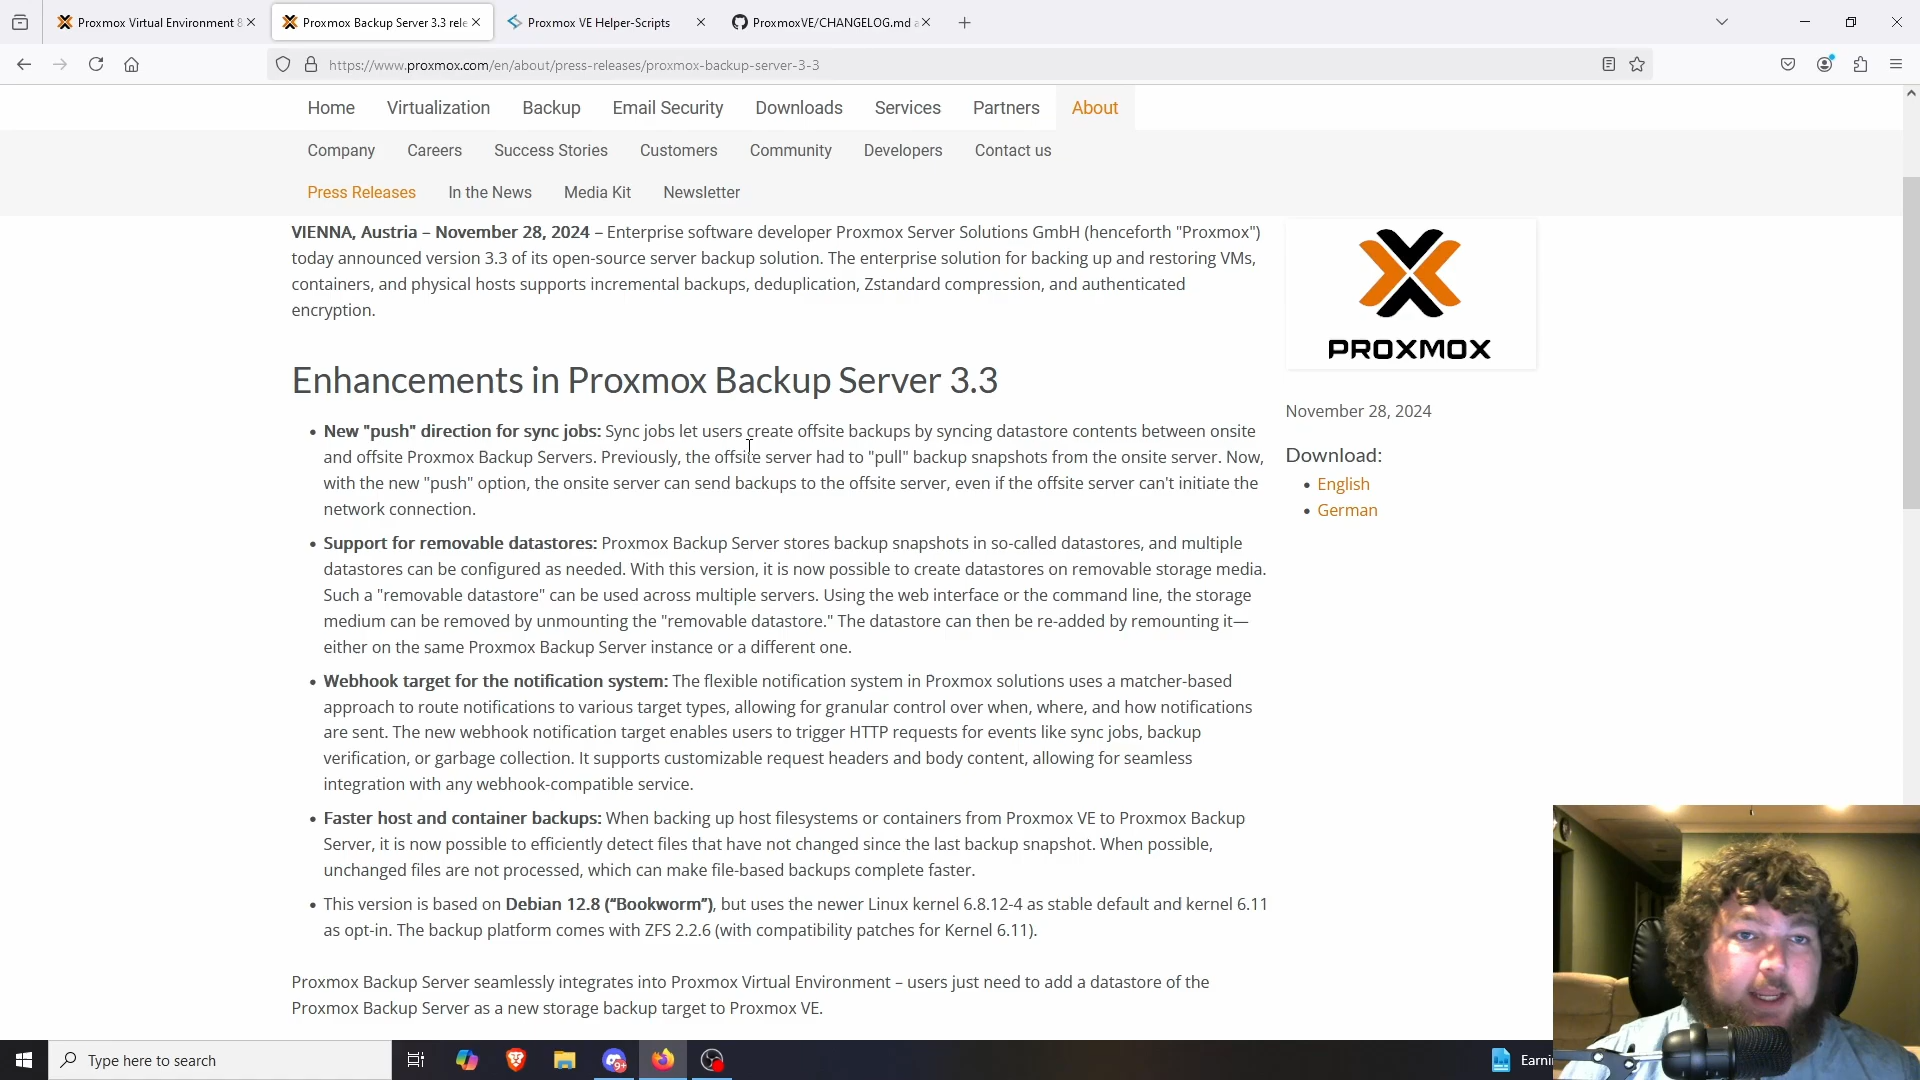 Proxmox Virtual Environment 8
Proxmox Backup Server 3.3 rele
Proxmox VE Helper-Scripts
ProxmoxVE/CHANGELOG.md a
https://www.proxmox.com/en/about/press-releases/proxmox-backup-server-3-3
Home Virtualization Backup Email Security Downloads Services Partners About
Company Careers Success Stories Customers Community Developers Contact us
Press Releases In the News Media Kit Newsletter
VIENNA, Austria – November 28, 2024 – Enterprise software developer Proxmox Server Solutions GmbH (henceforth "Proxmox")
today announced version 3.3 of its open-source server backup solution. The enterprise solution for backing up and restoring VMs,
containers, and physical hosts supports incremental backups, deduplication, Zstandard compression, and authenticated
encryption.
PROXMOX
Enhancements in Proxmox Backup Server 3.3
November 28, 2024
Download:
• English
• German
• New "push" direction for sync jobs: Sync jobs let users create offsite backups by syncing datastore contents between onsite
and offsite Proxmox Backup Servers. Previously, the offsite server had to "pull" backup snapshots from the onsite server. Now,
with the new "push" option, the onsite server can send backups to the offsite server, even if the offsite server can't initiate the
network connection.
• Support for removable datastores: Proxmox Backup Server stores backup snapshots in so-called datastores, and multiple
datastores can be configured as needed. With this version, it is now possible to create datastores on removable storage media.
Such a "removable datastore" can be used across multiple servers. Using the web interface or the command line, the storage
medium can be removed by unmounting the "removable datastore." The datastore can then be re-added by remounting it—
either on the same Proxmox Backup Server instance or a different one.
• Webhook target for the notification system: The flexible notification system in Proxmox solutions uses a matcher-based
approach to route notifications to various target types, allowing for granular control over when, where, and how notifications
are sent. The new webhook notification target enables users to trigger HTTP requests for events like sync jobs, backup
verification, or garbage collection. It supports customizable request headers and body content, allowing for seamless
integration with any webhook-compatible service.
• Faster host and container backups: When backing up host filesystems or containers from Proxmox VE to Proxmox Backup
Server, it is now possible to efficiently detect files that have not changed since the last backup snapshot. When possible,
unchanged files are not processed, which can make file-based backups complete faster.
• This version is based on Debian 12.8 (“Bookworm”), but uses the newer Linux kernel 6.8.12-4 as stable default and kernel 6.11
as opt-in. The backup platform comes with ZFS 2.2.6 (with compatibility patches for Kernel 6.11).
Proxmox Backup Server seamlessly integrates into Proxmox Virtual Environment – users just need to add a datastore of the
Proxmox Backup Server as a new storage backup target to Proxmox VE.
Type here to search
9+
Earni